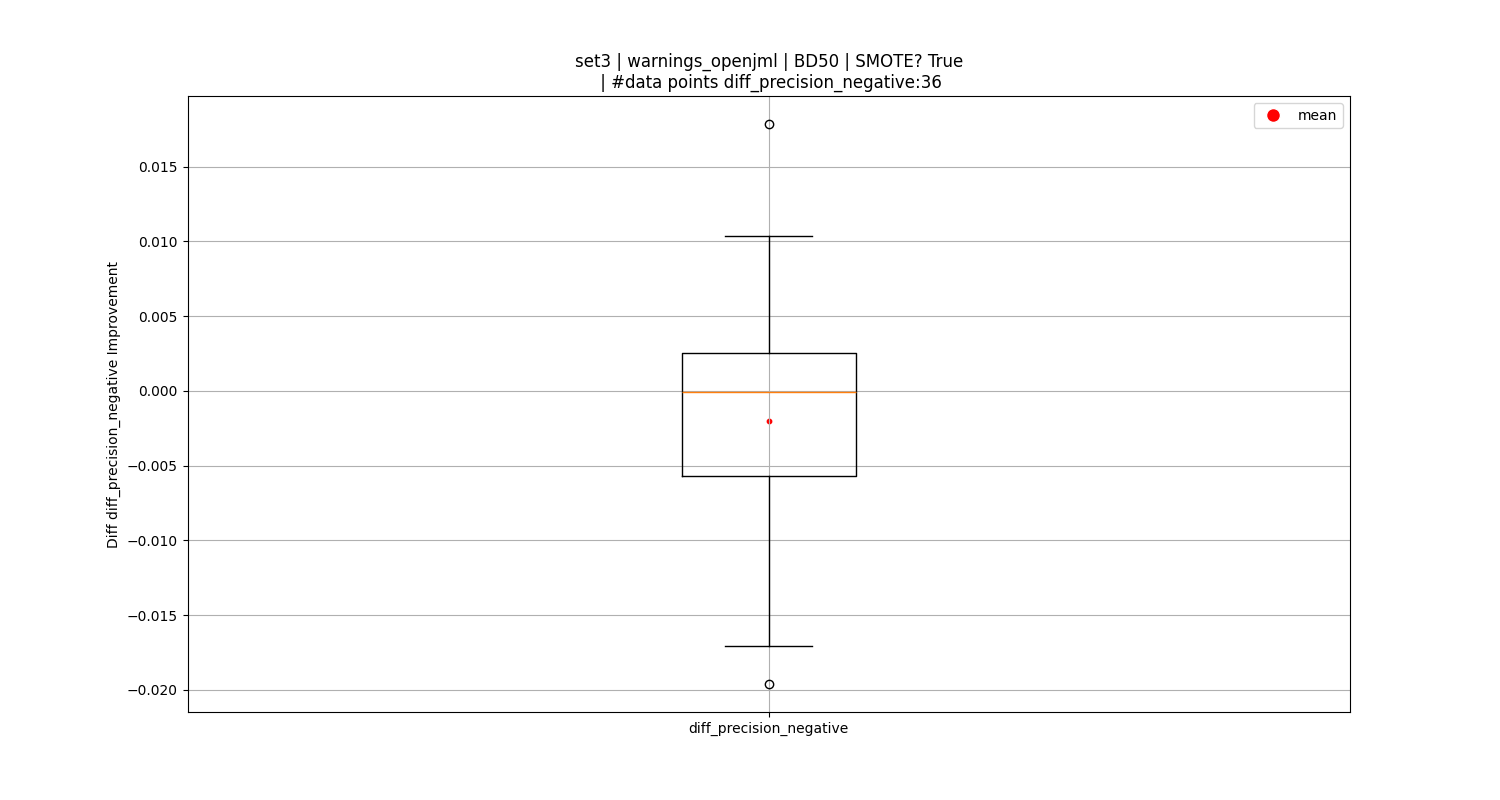 set3 | warnings_openjml | BD50 | SMOTE? True
| #data points diff_precision_negative:36
mean
0.015
0.010
0.005
0.000
−0.005
−0.010
−0.015
−0.020
Diff diff_precision_negative Improvement
diff_precision_negative